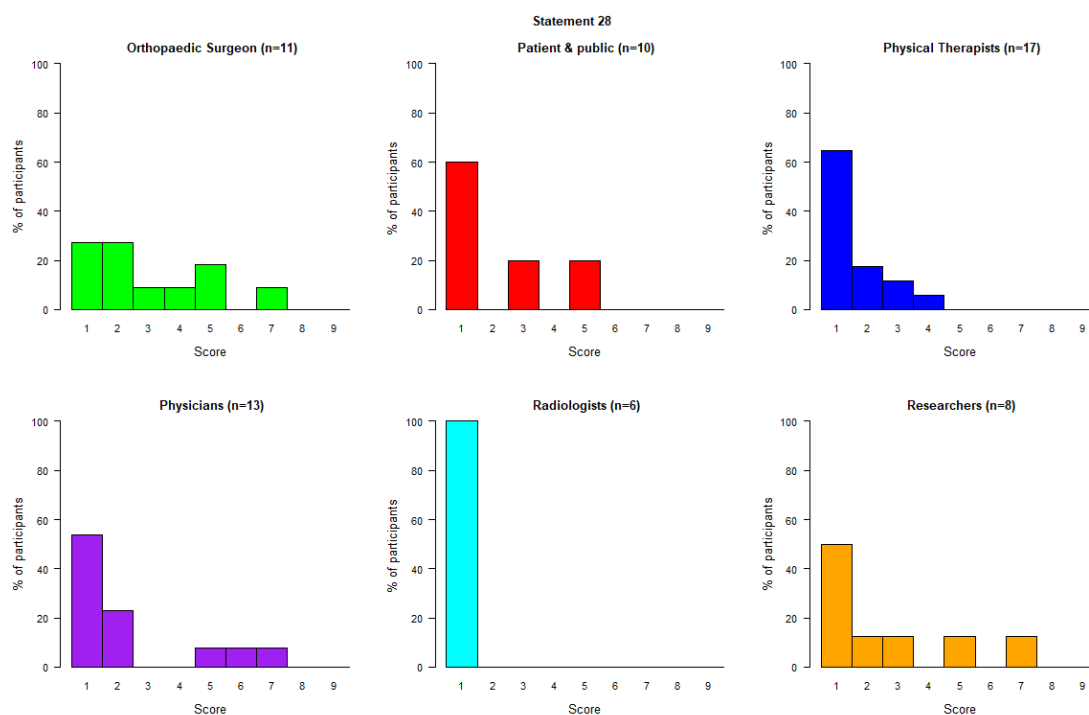 Statement 28
Orthopaedic Surgeon (n=11)
100
80
60
40
20
0
% of participants
1 2 3 4 5 6 7 8 9
Score
Patient & public (n=10)
100
80
60
40
20
0
% of participants
1 2 3 4 5 6 7 8 9
Score
Physical Therapists (n=17)
100
80
60
40
20
0
% of participants
1 2 3 4 5 6 7 8 9
Score
Physicians (n=13)
100
80
60
40
20
0
% of participants
1 2 3 4 5 6 7 8 9
Score
Radiologists (n=6)
100
80
60
40
20
0
% of participants
1 2 3 4 5 6 7 8 9
Score
Researchers (n=8)
100
80
60
40
20
0
% of participants
1 2 3 4 5 6 7 8 9
Score